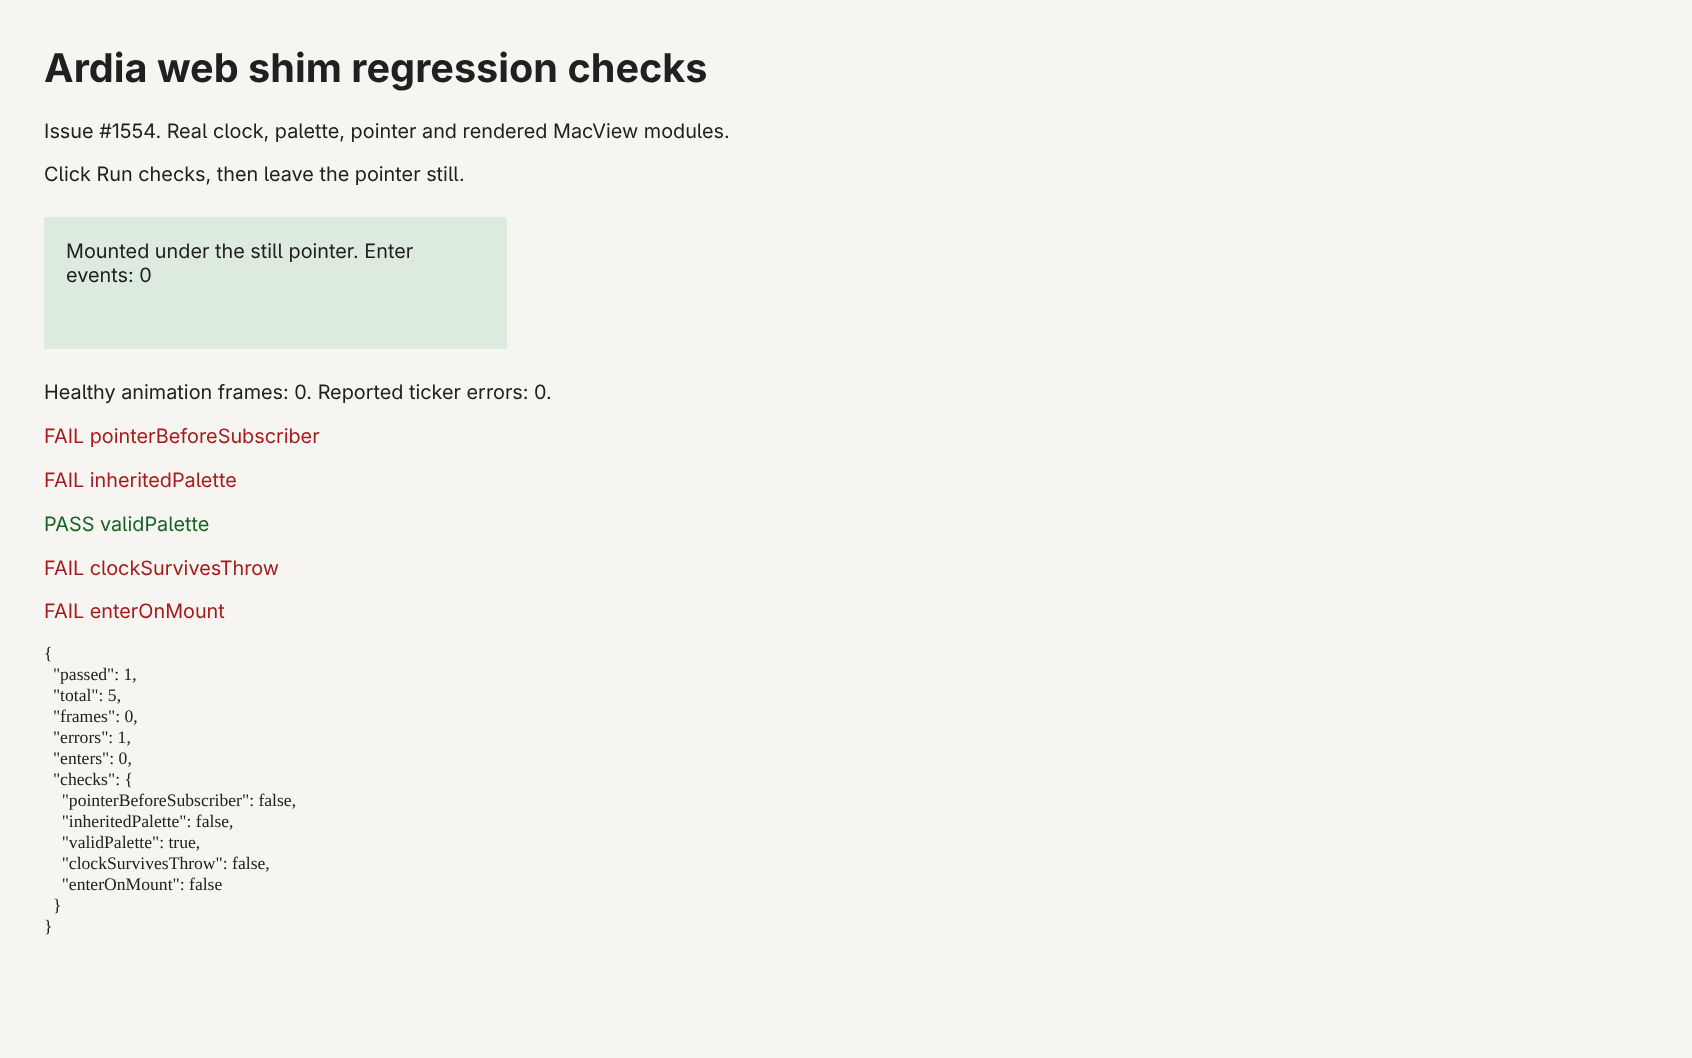 Ardia web shim regression checks
Issue #1554. Real clock, palette, pointer and rendered MacView modules.
Click Run checks, then leave the pointer still.
Mounted under the still pointer. Enter
events: 0
Healthy animation frames: 0. Reported ticker errors: 0.
FAIL pointerBeforeSubscriber
FAIL inheritedPalette
PASS validPalette
FAIL clockSurvivesThrow
FAIL enterOnMount
{
  "passed": 1,
  "total": 5,
  "frames": 0,
  "errors": 1,
  "enters": 0,
  "checks": {
    "pointerBeforeSubscriber": false,
    "inheritedPalette": false,
    "validPalette": true,
    "clockSurvivesThrow": false,
    "enterOnMount": false
  }
}